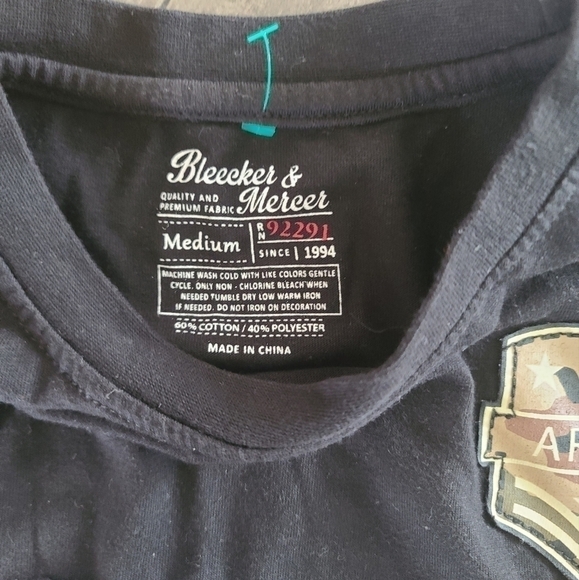 Bleecker &
QUALITY AND
PREMIUM FABRIC Mercer
Medium RN 92291
SINCE 1994
MACHINE WASH COLD WITH LIKE COLORS GENTLE
CYCLE. ONLY NON - CHLORINE BLEACH WHEN
NEEDED TUMBLE DRY LOW WARM IRON
IF NEEDED. DO NOT IRON ON DECORATION
60% COTTON / 40% POLYESTER
MADE IN CHINA